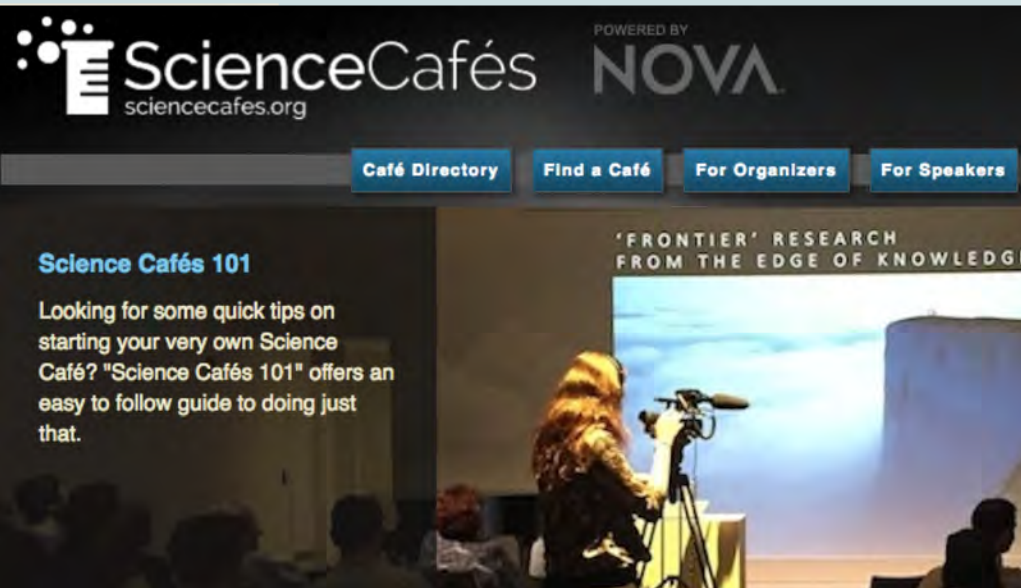 POWERED BY
ScienceCafés
NOVA
sciencecafes.org
Café Directory
Find a Café
For Organizers
For Speakers
'FRONTIER' RESEARCH
FROM THE EDGE OF KNOWLEDG
Science Cafés 101
Looking for some quick tips on
starting your very own Science
Café? "Science Cafés 101" offers an
easy to follow guide to doing just
that.